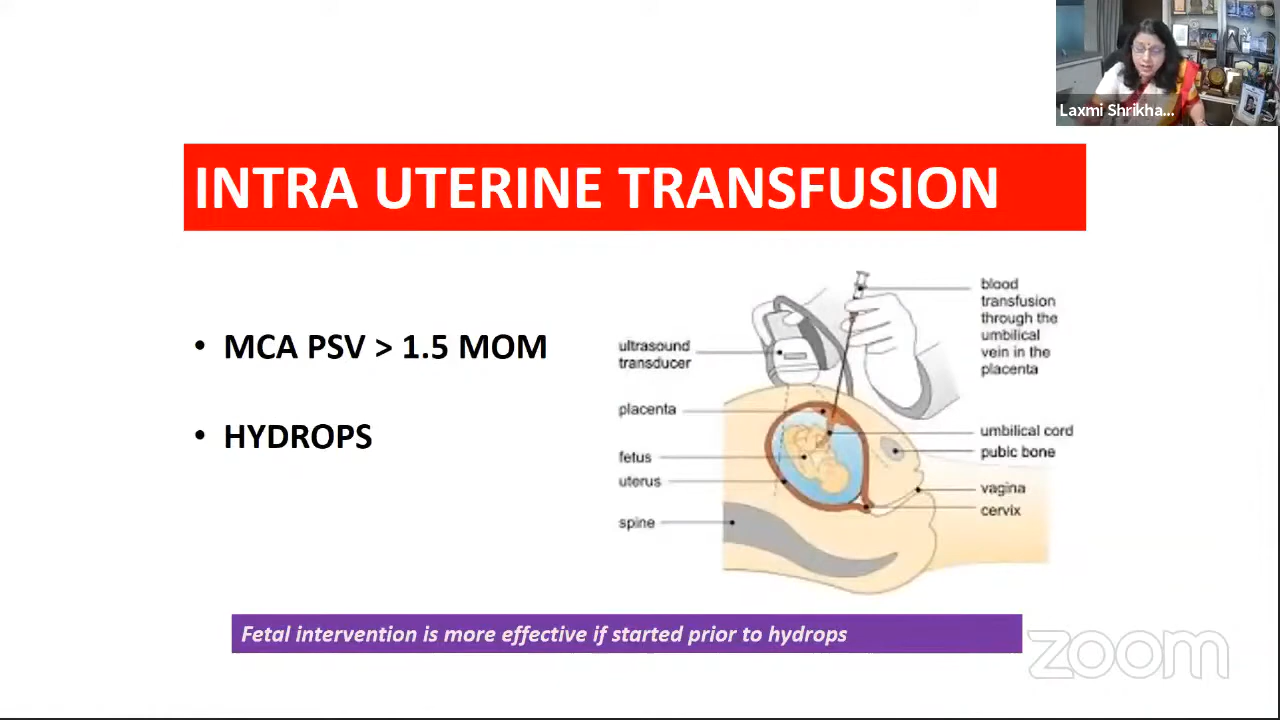 Laxmi Shrikha...
INTRA UTERINE TRANSFUSION
• MCA PSV > 1.5 MOM
• HYDROPS
ultrasound
transducer
placenta
fetus
uterus
spine
blood
transfusion
through the
umbilical
vein in the
placenta
umbilical cord
pubic bone
vagina
cervix
Fetal intervention is more effective if started prior to hydrops
zoom